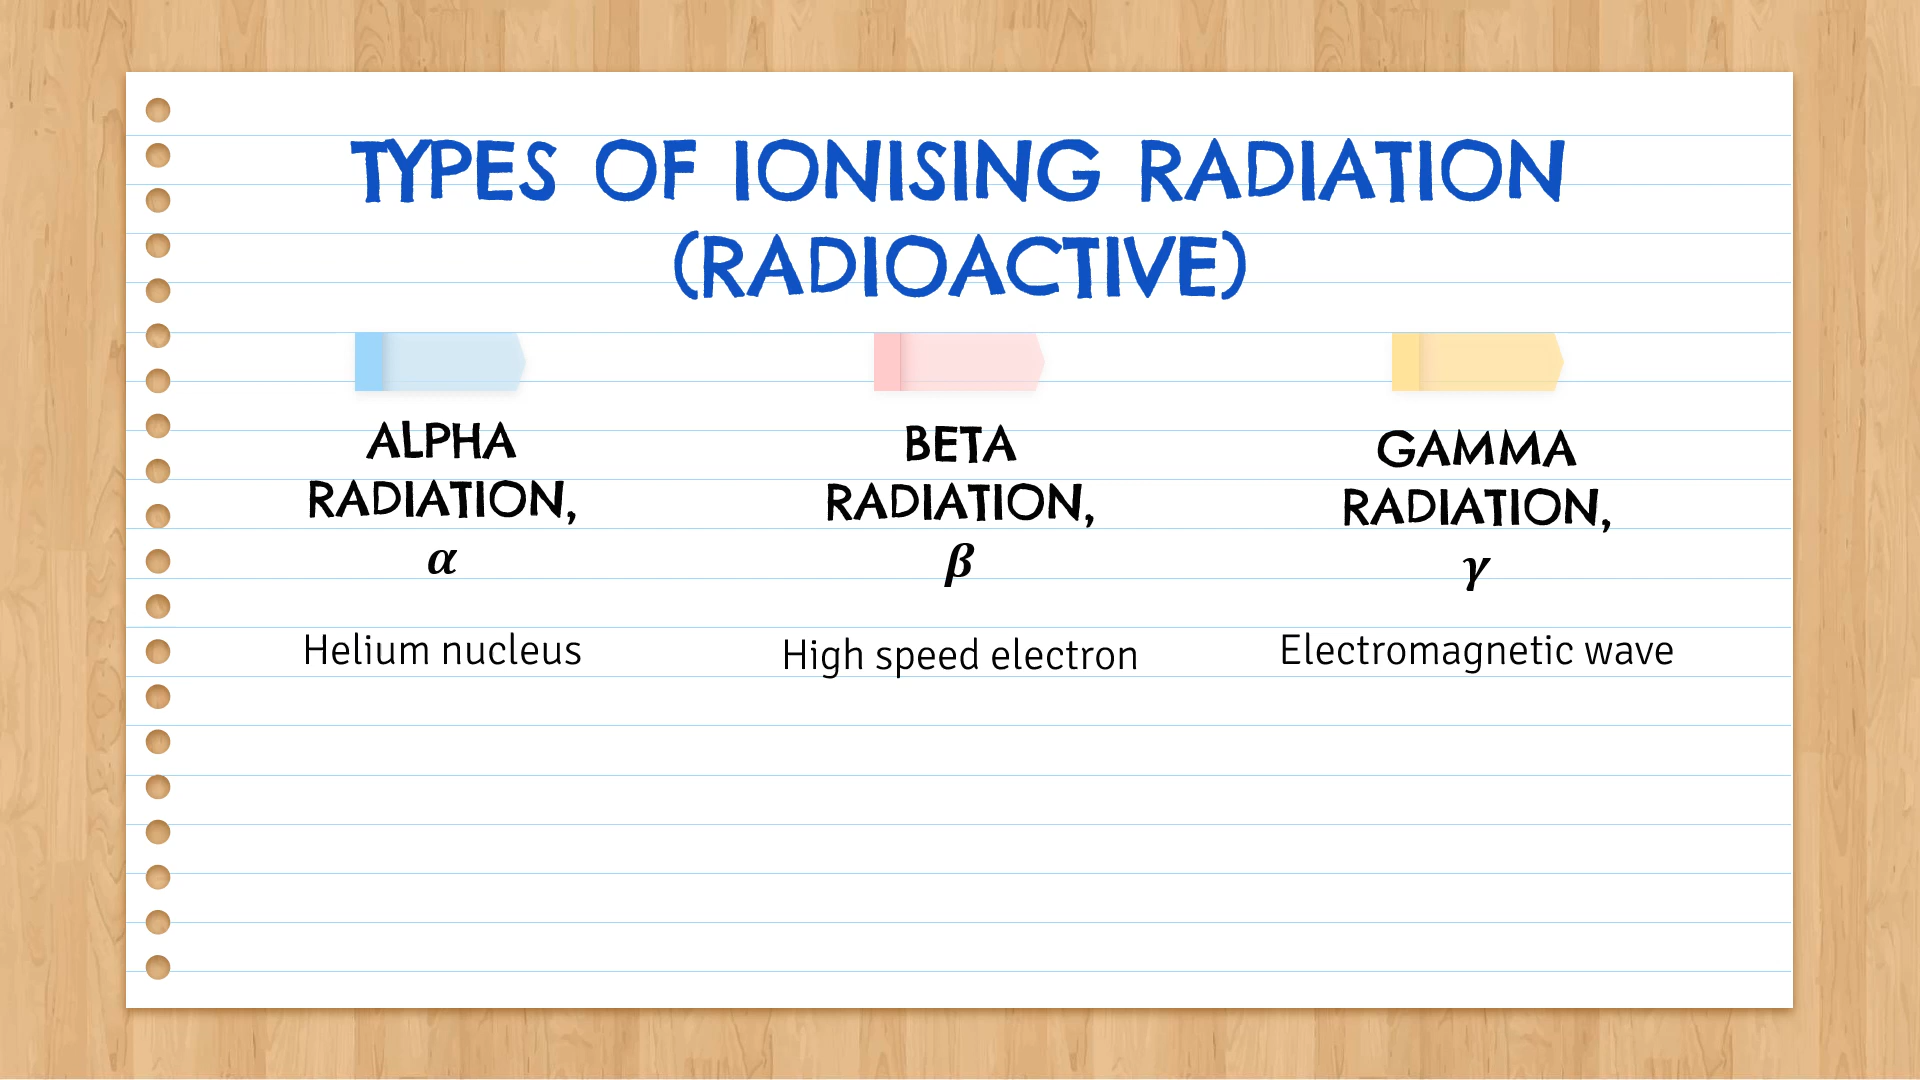 TYPES OF IONISING RADIATION
(RADIOACTIVE)
ALPHA
RADIATION,
α
Helium nucleus
BETA
RADIATION,
β
High speed electron
GAMMA
RADIATION,
γ
Electromagnetic wave